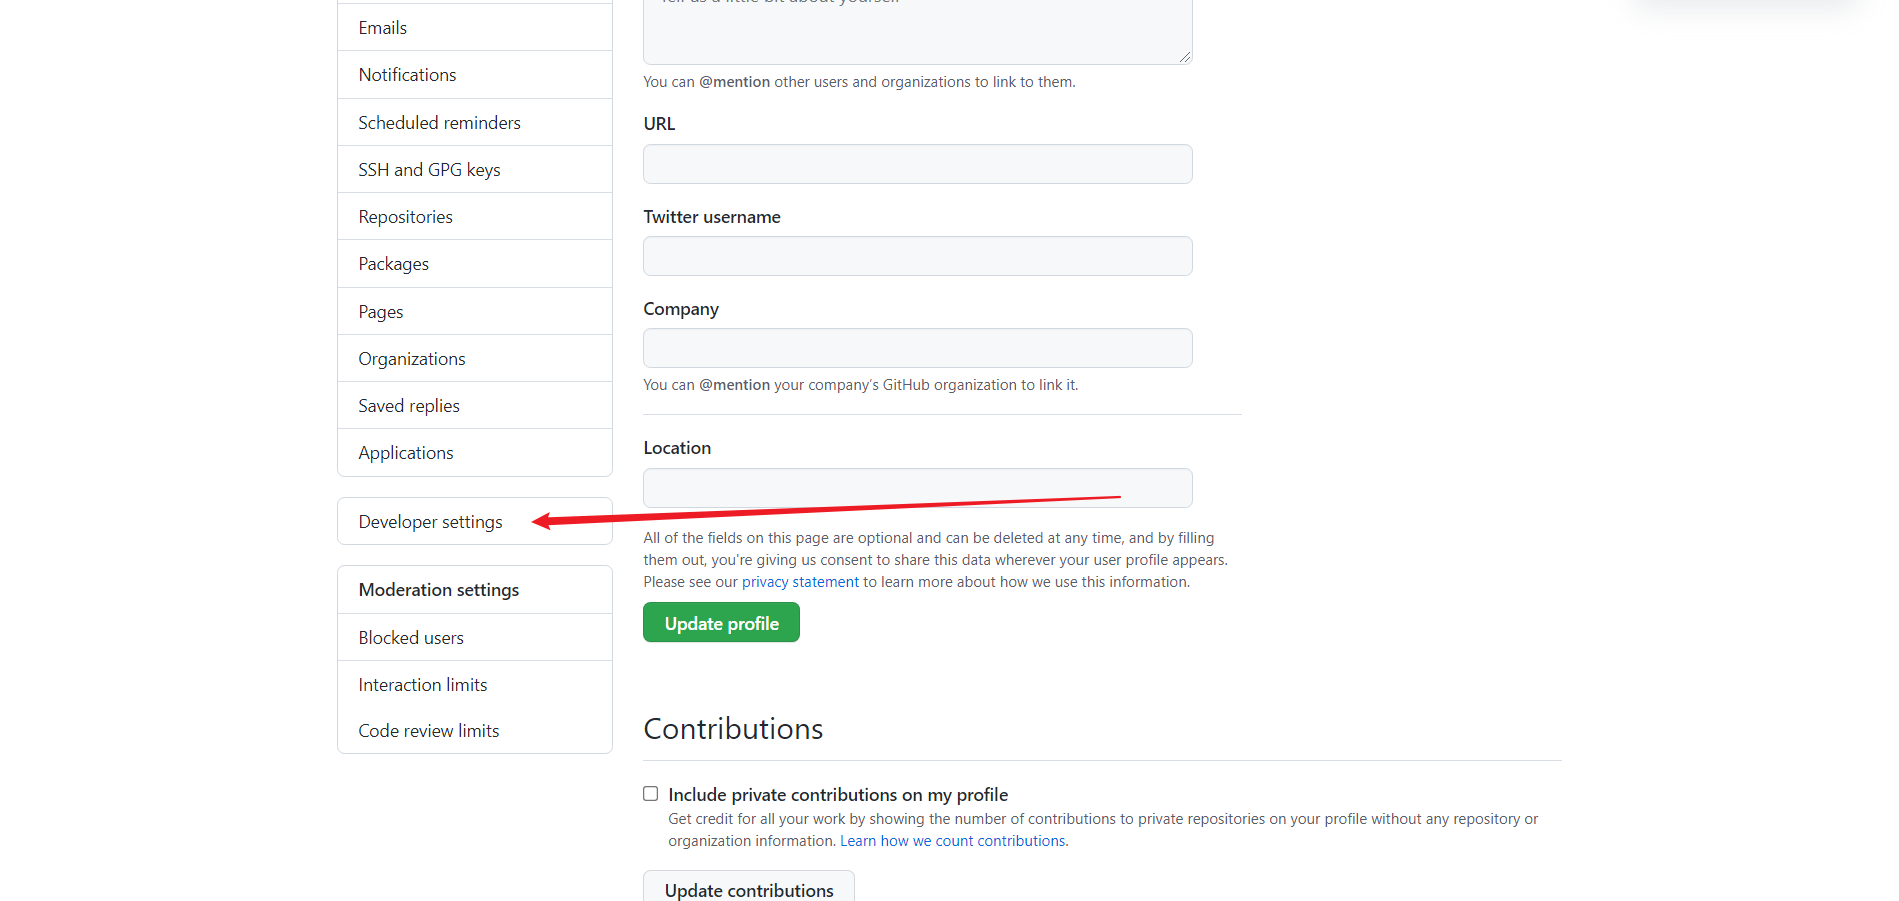 Emails
Notifications
Scheduled reminders
SSH and GPG keys
Repositories
Packages
Pages
Organizations
Saved replies
Applications
Developer settings
Moderation settings
Blocked users
Interaction limits
Code review limits
Tell us a little bit about yourself
You can @mention other users and organizations to link to them.
URL
Twitter username
Company
You can @mention your company’s GitHub organization to link it.
Location
All of the fields on this page are optional and can be deleted at any time, and by filling
them out, you're giving us consent to share this data wherever your user profile appears.
Please see our privacy statement to learn more about how we use this information.
Update profile
Contributions
Include private contributions on my profile
Get credit for all your work by showing the number of contributions to private repositories on your profile without any repository or
organization information. Learn how we count contributions.
Update contributions